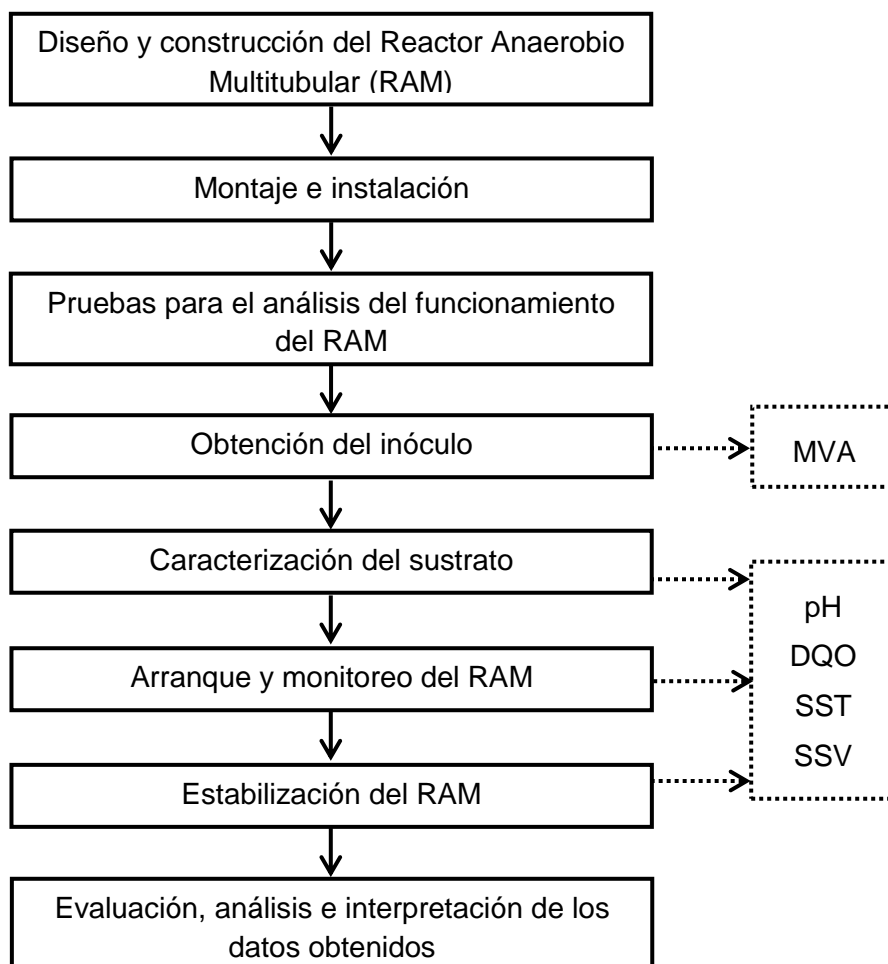 Diseño y construcción del Reactor Anaerobio
Multitubular (RAM)
Montaje e instalación
Pruebas para el análisis del funcionamiento
del RAM
Obtención del inóculo
MVA
Caracterización del sustrato
pH
DQO
SST
SSV
Arranque y monitoreo del RAM
Estabilización del RAM
Evaluación, análisis e interpretación de los
datos obtenidos